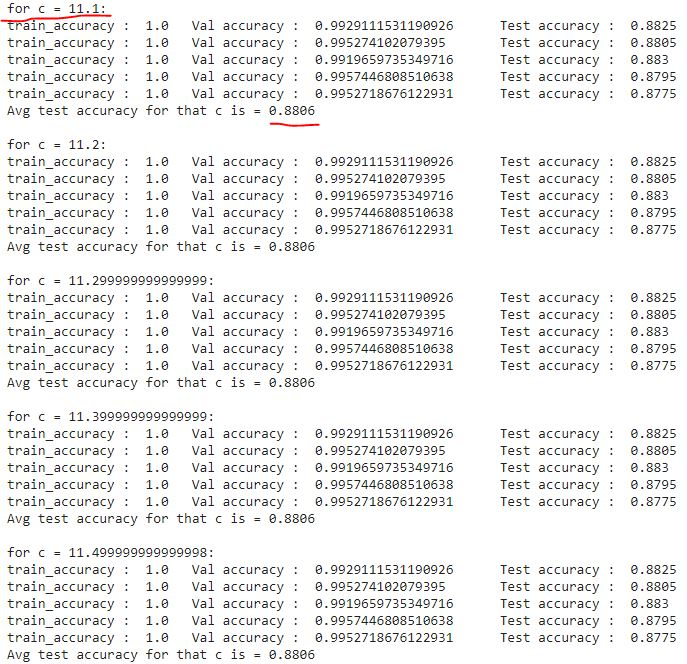 for c = 11.1:
train_accuracy :  1.0   Val accuracy :  0.9929111531190926      Test accuracy :  0.8825
train_accuracy :  1.0   Val accuracy :  0.995274102079395       Test accuracy :  0.8805
train_accuracy :  1.0   Val accuracy :  0.9919659735349716      Test accuracy :  0.883
train_accuracy :  1.0   Val accuracy :  0.9957446808510638      Test accuracy :  0.8795
train_accuracy :  1.0   Val accuracy :  0.9952718676122931      Test accuracy :  0.8775
Avg test accuracy for that c is = 0.8806
for c = 11.2:
train_accuracy :  1.0   Val accuracy :  0.9929111531190926      Test accuracy :  0.8825
train_accuracy :  1.0   Val accuracy :  0.995274102079395       Test accuracy :  0.8805
train_accuracy :  1.0   Val accuracy :  0.9919659735349716      Test accuracy :  0.883
train_accuracy :  1.0   Val accuracy :  0.9957446808510638      Test accuracy :  0.8795
train_accuracy :  1.0   Val accuracy :  0.9952718676122931      Test accuracy :  0.8775
Avg test accuracy for that c is = 0.8806
for c = 11.299999999999999:
train_accuracy :  1.0   Val accuracy :  0.9929111531190926      Test accuracy :  0.8825
train_accuracy :  1.0   Val accuracy :  0.995274102079395       Test accuracy :  0.8805
train_accuracy :  1.0   Val accuracy :  0.9919659735349716      Test accuracy :  0.883
train_accuracy :  1.0   Val accuracy :  0.9957446808510638      Test accuracy :  0.8795
train_accuracy :  1.0   Val accuracy :  0.9952718676122931      Test accuracy :  0.8775
Avg test accuracy for that c is = 0.8806
for c = 11.399999999999999:
train_accuracy :  1.0   Val accuracy :  0.9929111531190926      Test accuracy :  0.8825
train_accuracy :  1.0   Val accuracy :  0.995274102079395       Test accuracy :  0.8805
train_accuracy :  1.0   Val accuracy :  0.9919659735349716      Test accuracy :  0.883
train_accuracy :  1.0   Val accuracy :  0.9957446808510638      Test accuracy :  0.8795
train_accuracy :  1.0   Val accuracy :  0.9952718676122931      Test accuracy :  0.8775
Avg test accuracy for that c is = 0.8806
for c = 11.499999999999998:
train_accuracy :  1.0   Val accuracy :  0.9929111531190926      Test accuracy :  0.8825
train_accuracy :  1.0   Val accuracy :  0.995274102079395       Test accuracy :  0.8805
train_accuracy :  1.0   Val accuracy :  0.9919659735349716      Test accuracy :  0.883
train_accuracy :  1.0   Val accuracy :  0.9957446808510638      Test accuracy :  0.8795
train_accuracy :  1.0   Val accuracy :  0.9952718676122931      Test accuracy :  0.8775
Avg test accuracy for that c is = 0.8806